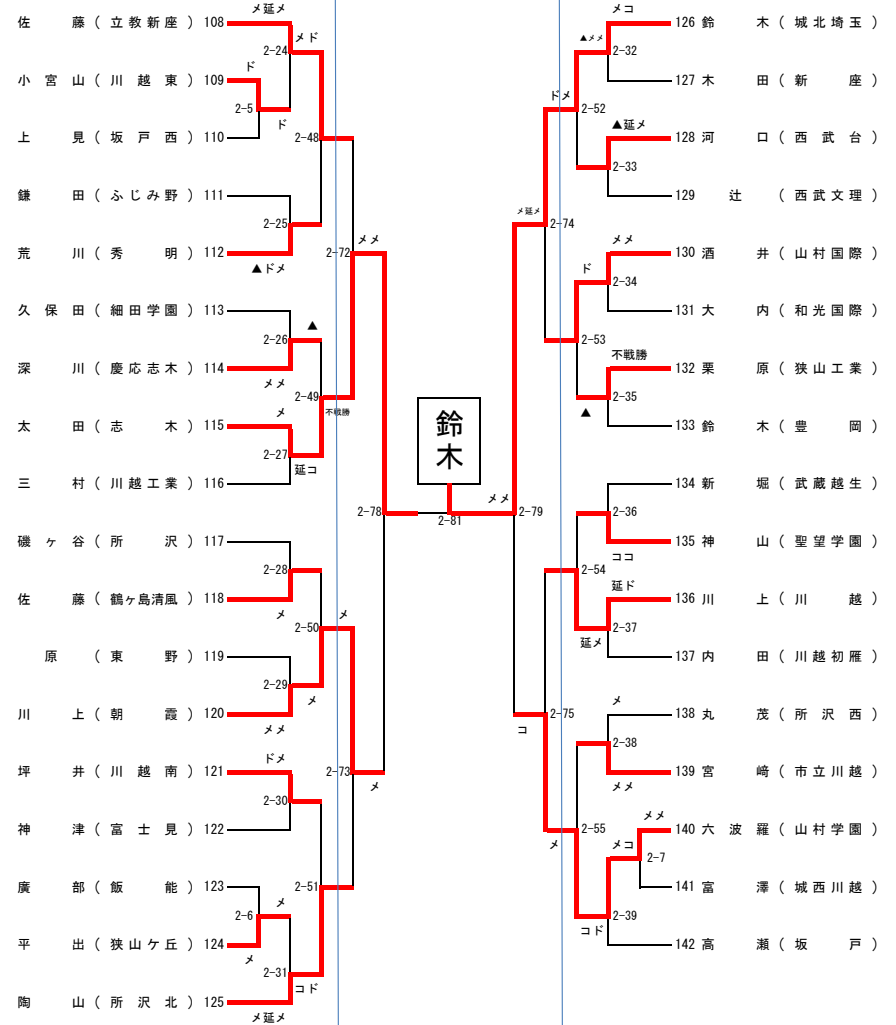 メ延メ
佐 藤 ( 立 教 新 座 ) 108
メド
2-24
ド
小 宮 山 ( 川 越 東 ) 109
2-5
ド
上 見 ( 坂 戸 西 ) 110
2-48
鎌 田 ( ふ じ み 野 ) 111
2-25
荒 川 ( 秀 明 ) 112
▲ドメ
2-72
メメ
久 保 田 ( 細 田 学 園 ) 113
▲
2-26
深 川 ( 慶 応 志 木 ) 114
メメ
2-49
不戦勝
メ
太 田 ( 志 木 ) 115
2-27
延コ
三 村 ( 川 越 工 業 ) 116
2-78
磯 ヶ 谷 ( 所 沢 ) 117
2-28
佐 藤 ( 鶴ヶ島清風 ) 118
メ
メ
2-50
原 ( 東 野 ) 119
2-29
メ
川 上 ( 朝 霞 ) 120
メメ
ドメ
坪 井 ( 川 越 南 ) 121
2-73
メ
2-30
神 津 ( 富 士 見 ) 122
廣 部 ( 飯 能 ) 123
2-51
メ
2-6
平 出 ( 狭 山 ケ 丘 ) 124
メ
2-31
コド
陶 山 ( 所 沢 北 ) 125
メ延メ
鈴木
2-81
メメ
メコ
126 鈴 木 ( 城 北 埼 玉 )
▲メメ
2-32
127 木 田 ( 新 座 )
ドメ
2-52
▲延メ
128 河 口 ( 西 武 台 )
2-33
129 辻 ( 西 武 文 理 )
メ延メ
2-74
メメ
130 酒 井 ( 山 村 国 際 )
ド
2-34
131 大 内 ( 和 光 国 際 )
2-53
不戦勝
132 栗 原 ( 狭 山 工 業 )
2-35
▲
133 鈴 木 ( 豊 岡 )
2-79
134 新 堀 ( 武 蔵 越 生 )
2-36
135 神 山 ( 聖 望 学 園 )
ココ
2-54
延ド
136 川 上 ( 川 越 )
2-37
延メ
137 内 田 ( 川 越 初 雁 )
メ
138 丸 茂 ( 所 沢 西 )
2-75
コ
2-38
139 宮 﨑 ( 市 立 川 越 )
メメ
2-55
メ
メメ
140 六 波 羅 ( 山 村 学 園 )
メコ
2-7
141 富 澤 ( 城 西 川 越 )
2-39
コド
142 高 瀬 ( 坂 戸 )